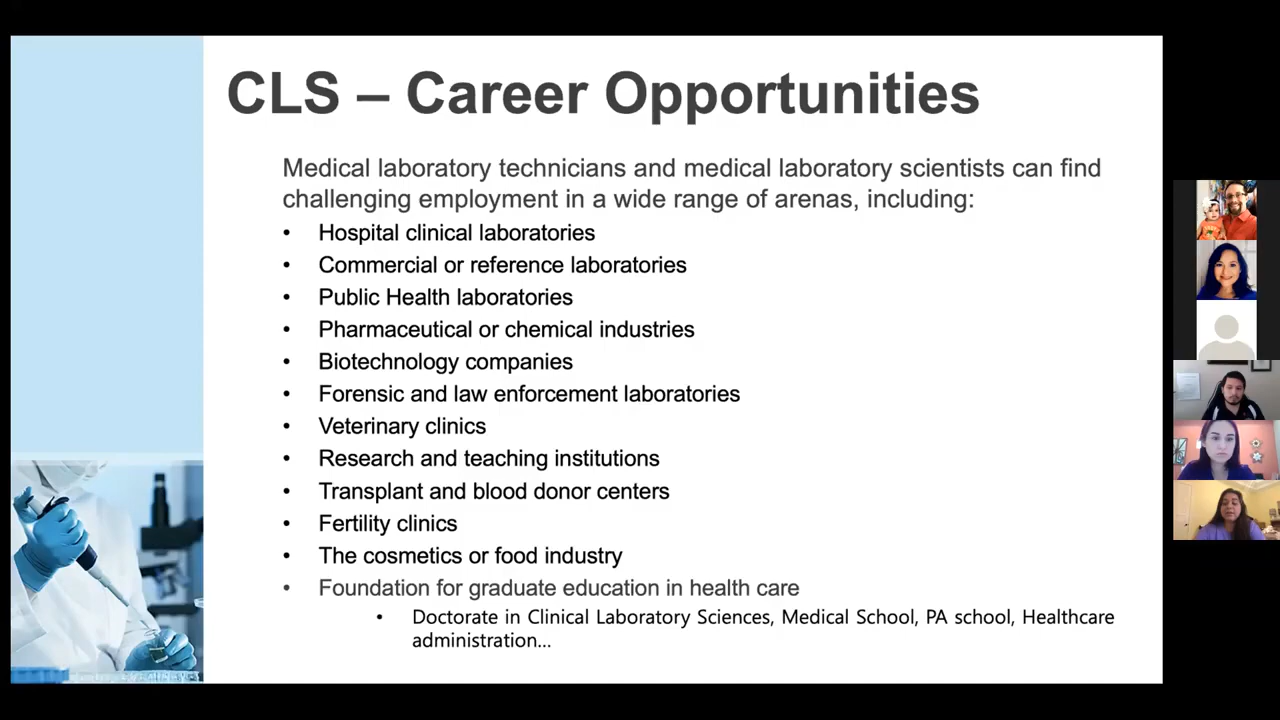 CLS – Career Opportunities
Medical laboratory technicians and medical laboratory scientists can find
challenging employment in a wide range of arenas, including:
• Hospital clinical laboratories
• Commercial or reference laboratories
• Public Health laboratories
• Pharmaceutical or chemical industries
• Biotechnology companies
• Forensic and law enforcement laboratories
• Veterinary clinics
• Research and teaching institutions
• Transplant and blood donor centers
• Fertility clinics
• The cosmetics or food industry
• Foundation for graduate education in health care
• Doctorate in Clinical Laboratory Sciences, Medical School, PA school, Healthcare
administration...